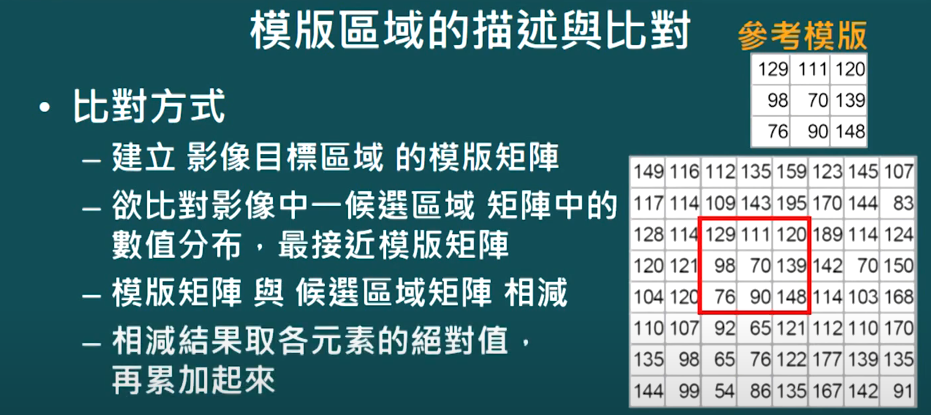 模版區域的描述與比對
參考模版
129 111 120
98 70 139
76 90 148
• 比對方式
– 建立 影像目標區域 的模版矩陣
– 欲比對影像中一候選區域 矩陣中的
數值分布，最接近模版矩陣
– 模版矩陣 與 候選區域矩陣 相減
– 相減結果取各元素的絕對值，
再累加起來
149 116 112 135 159 123 145 107
117 114 109 143 195 170 144 83
128 114 129 111 120 189 114 124
120 121 98 70 139 142 70 150
104 120 76 90 148 114 103 168
110 107 92 65 121 112 110 170
135 98 65 76 122 177 139 135
144 99 54 86 135 167 142 91